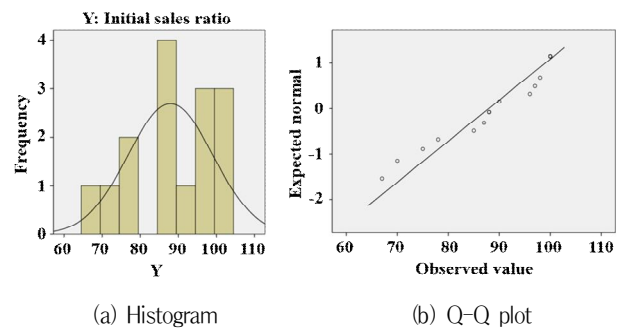 Y: Initial sales ratio
Frequency
4
3
2
1
0
60 70 80 90 100 110
Y
(a) Histogram
Expected normal
1
0
-1
-2
60 70 80 90 100 110
Observed value
(b) Q-Q plot